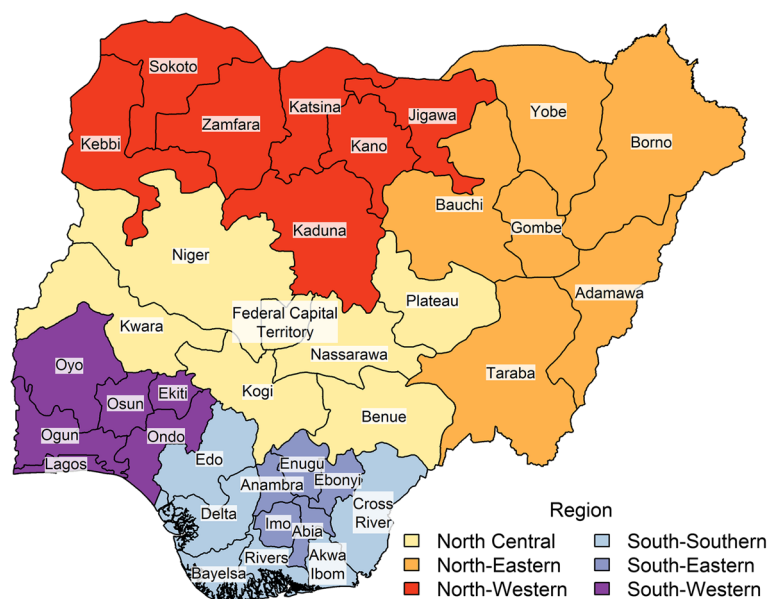 Sokoto
Katsina
Jigawa
Yobe
Zamfara
Kebbi
Kano
Borno
Bauchi
Gombe
Kaduna
Niger
Adamawa
Plateau
Federal Capital
Territory
Kwara
Nassarawa
Oyo
Taraba
Kogi
Ekiti
Osun
Benue
Ogun
Ondo
Lagos
Edo
Enugu
Ebonyi
Anambra
Cross
River
Delta
Imo
Abia
Rivers
Akwa
Ibom
Bayelsa
Region
North Central
North-Eastern
North-Western
South-Southern
South-Eastern
South-Western